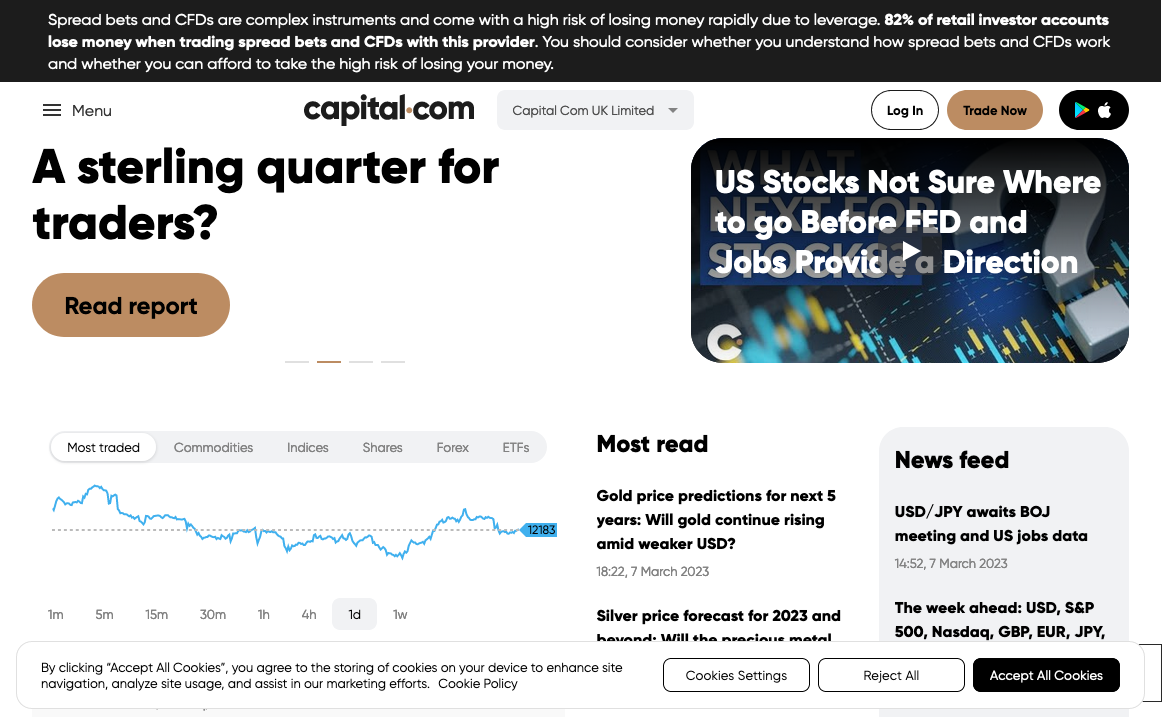 Spread bets and CFDs are complex instruments and come with a high risk of losing money rapidly due to leverage. 82% of retail investor accounts
lose money when trading spread bets and CFDs with this provider. You should consider whether you understand how spread bets and CFDs work
and whether you can afford to take the high risk of losing your money.
Menu
capital.com
Capital Com UK Limited
Log In
Trade Now
A sterling quarter for
traders?
Read report
WHAT
NEXT FOR
STOCKS?
US Stocks Not Sure Where
to go Before FED and
Jobs Provide a Direction
Most traded
Commodities
Indices
Shares
Forex
ETFs
12183
1m
5m
15m
30m
1h
4h
1d
1w
Most read
Gold price predictions for next 5
years: Will gold continue rising
amid weaker USD?
18:22, 7 March 2023
Silver price forecast for 2023 and
beyond: Will the precious metal
News feed
USD/JPY awaits BOJ
meeting and US jobs data
14:52, 7 March 2023
The week ahead: USD, S&P
500, Nasdaq, GBP, EUR, JPY,
By clicking “Accept All Cookies”, you agree to the storing of cookies on your device to enhance site
navigation, analyze site usage, and assist in our marketing efforts. Cookie Policy
Cookies Settings
Reject All
Accept All Cookies